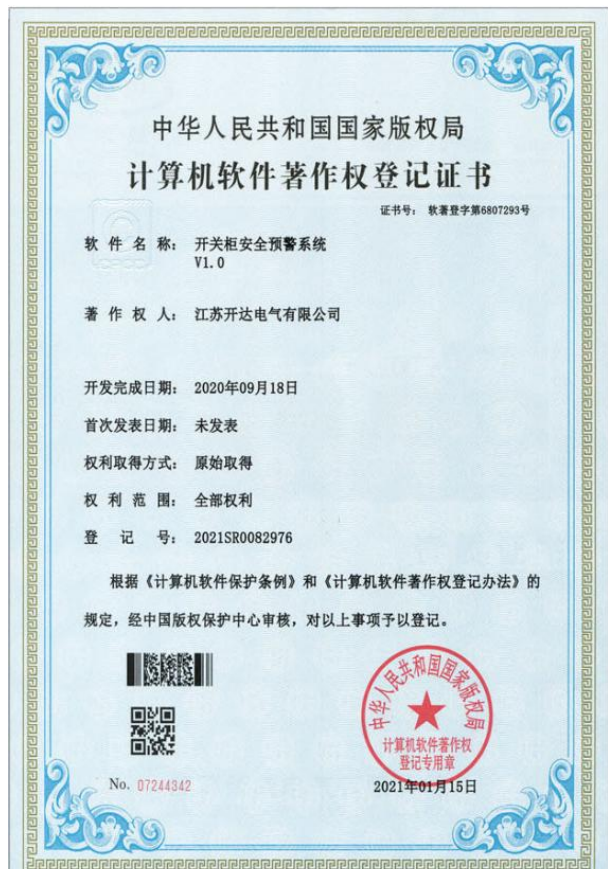 中华人民共和国国家版权局
计算机软件著作权登记证书
证书号： 软著登字第6807293号
软 件 名 称： 开关柜安全预警系统
V1.0
著 作 权 人： 江苏开达电气有限公司
开发完成日期： 2020年09月18日
首次发表日期： 未发表
权利取得方式： 原始取得
权 利 范 围： 全部权利
登 记 号： 2021SR0082976
根据《计算机软件保护条例》和《计算机软件著作权登记办法》的
规定，经中国版权保护中心审核，对以上事项予以登记。
中华人民共和国国家版权局
计算机软件著作权
登记专用章
No. 07244342
2021年01月15日